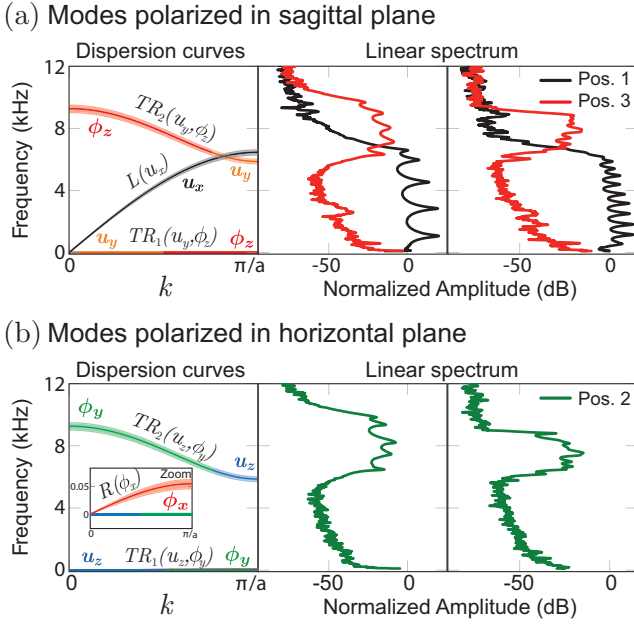 (a) Modes polarized in sagittal plane
Dispersion curves
Linear spectrum
Frequency (kHz)
12
9
6
4
0
ϕz
TR2(uy,ϕz)
L(ux)
ux
uy
uy
TR1(uy,ϕz)
ϕz
0
π/a
k
Pos. 1
Pos. 3
-50
0
-50
0
Normalized Amplitude (dB)
(b) Modes polarized in horizontal plane
Dispersion curves
Linear spectrum
Frequency (kHz)
12
8
4
0
ϕy
TR2(uz,ϕy)
uz
Zoom
0.05
0
R(ϕx)
ϕx
0
π/a
uz
TR1(uz,ϕy)
ϕy
0
π/a
k
Pos. 2
-50
0
-50
0
Normalized Amplitude (dB)